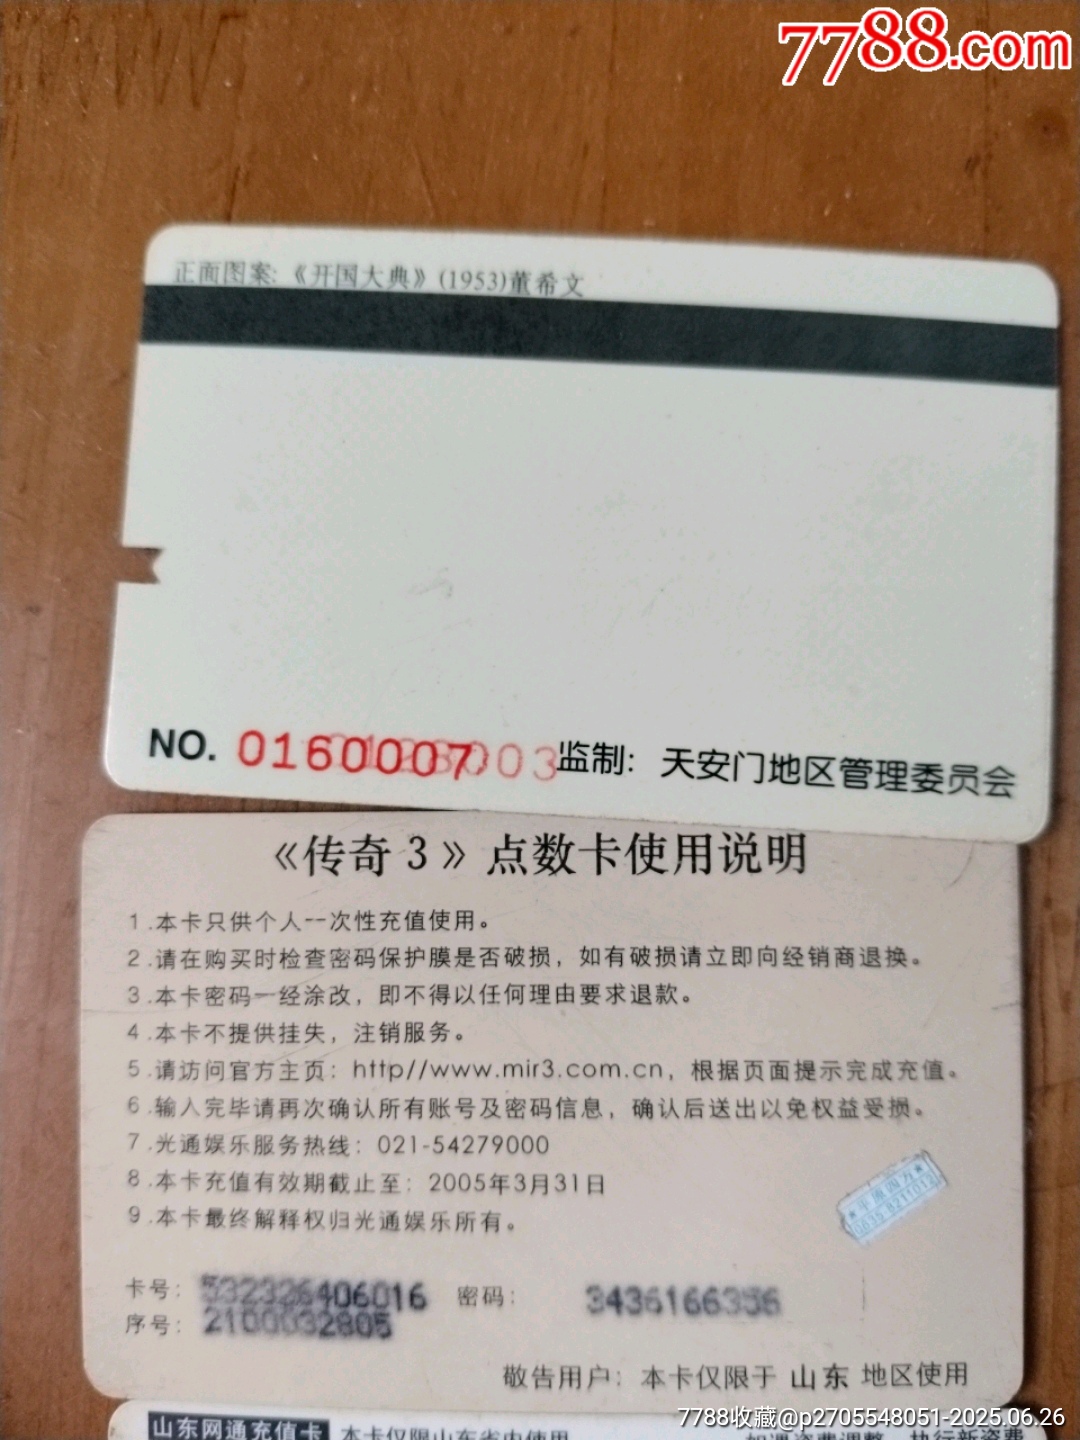 7788.com
正面图案:《开国大典》(1953)董希文
NO. 0160007 监制: 天安门地区管理委员会
《传奇3》点数卡使用说明
1.本卡只供个人一次性充值使用。
2.请在购买时检查密码保护膜是否破损，如有破损请立即向经销商退换。
3.本卡密码一经涂改，即不得以任何理由要求退款。
4.本卡不提供挂失，注销服务。
5.请访问官方主页：http//www.mir3.com.cn，根据页面提示完成充值。
6.输入完毕请再次确认所有账号及密码信息，确认后送出以免权益受损。
7.光通娱乐服务热线：021-54279000
8.本卡充值有效期截止至：2005年3月31日
9.本卡最终解释权归光通娱乐所有。
卡号：532326406016 密码：3436166356
序号：2100032805
敬告用户：本卡仅限于 山东 地区使用
山东网通充值卡 本卡仅限山东省内使用
7788收藏@p2705548051-2025.06.26